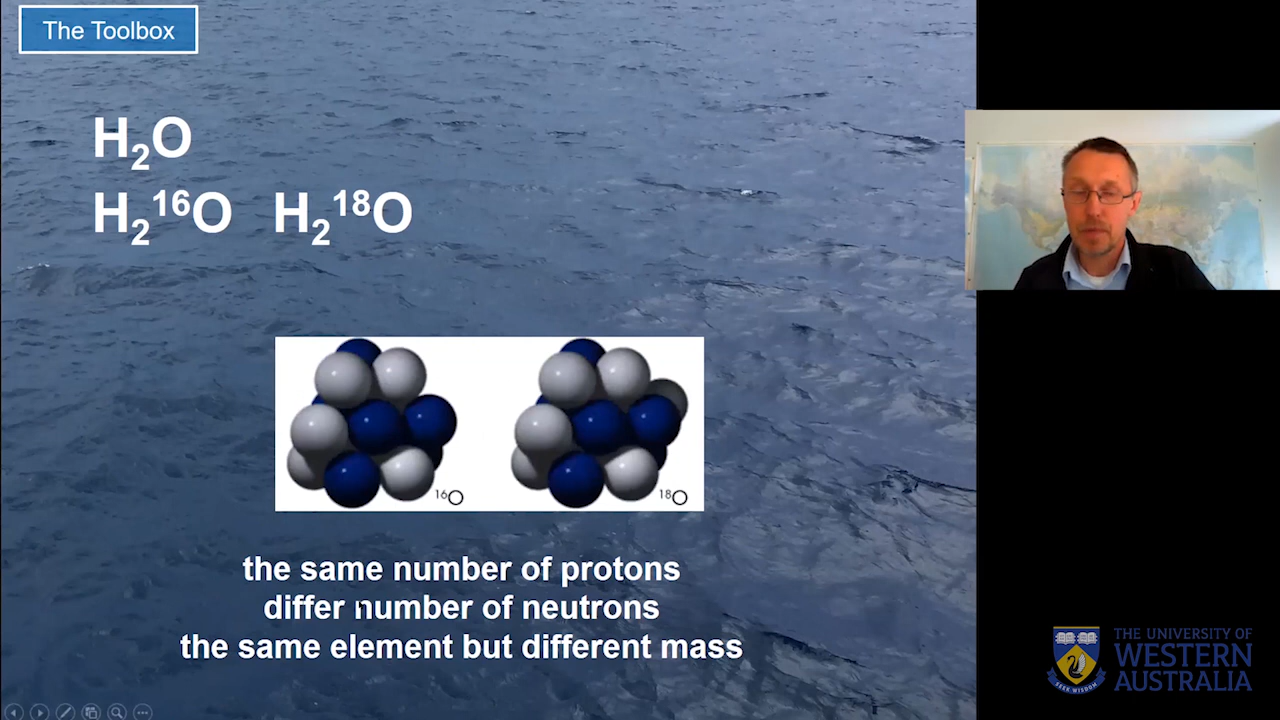 The Toolbox
H₂O
H₂¹⁶O H₂¹⁸O
¹⁶O
¹⁸O
the same number of protons
differ number of neutrons
the same element but different mass
SEEK WISDOM
THE UNIVERSITY OF
WESTERN
AUSTRALIA